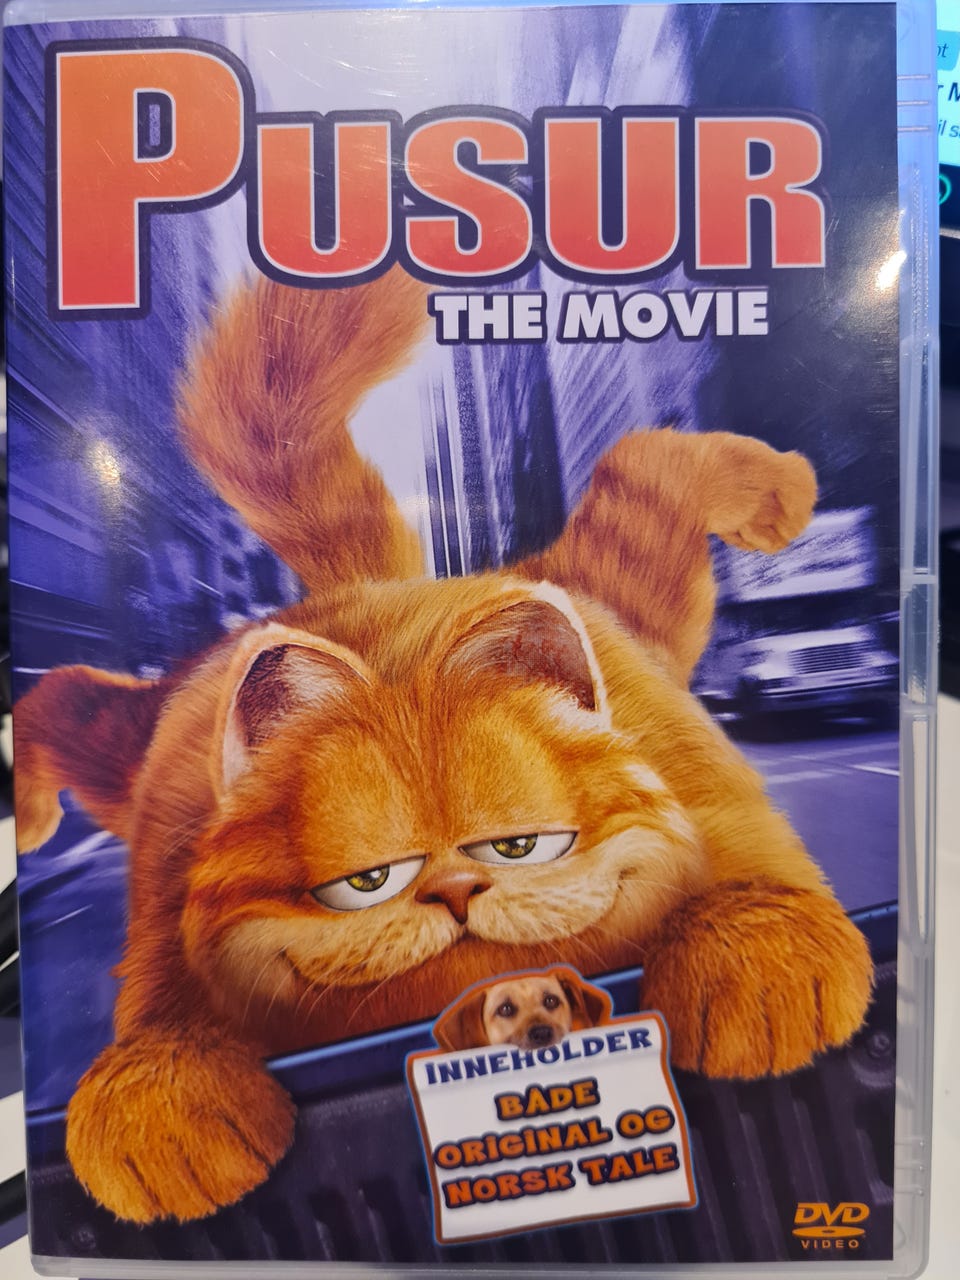 PUSUR
THE MOVIE
INNEHOLDER
BÅDE
ORIGINAL OG
NORSK TALE
DVD
VIDEO